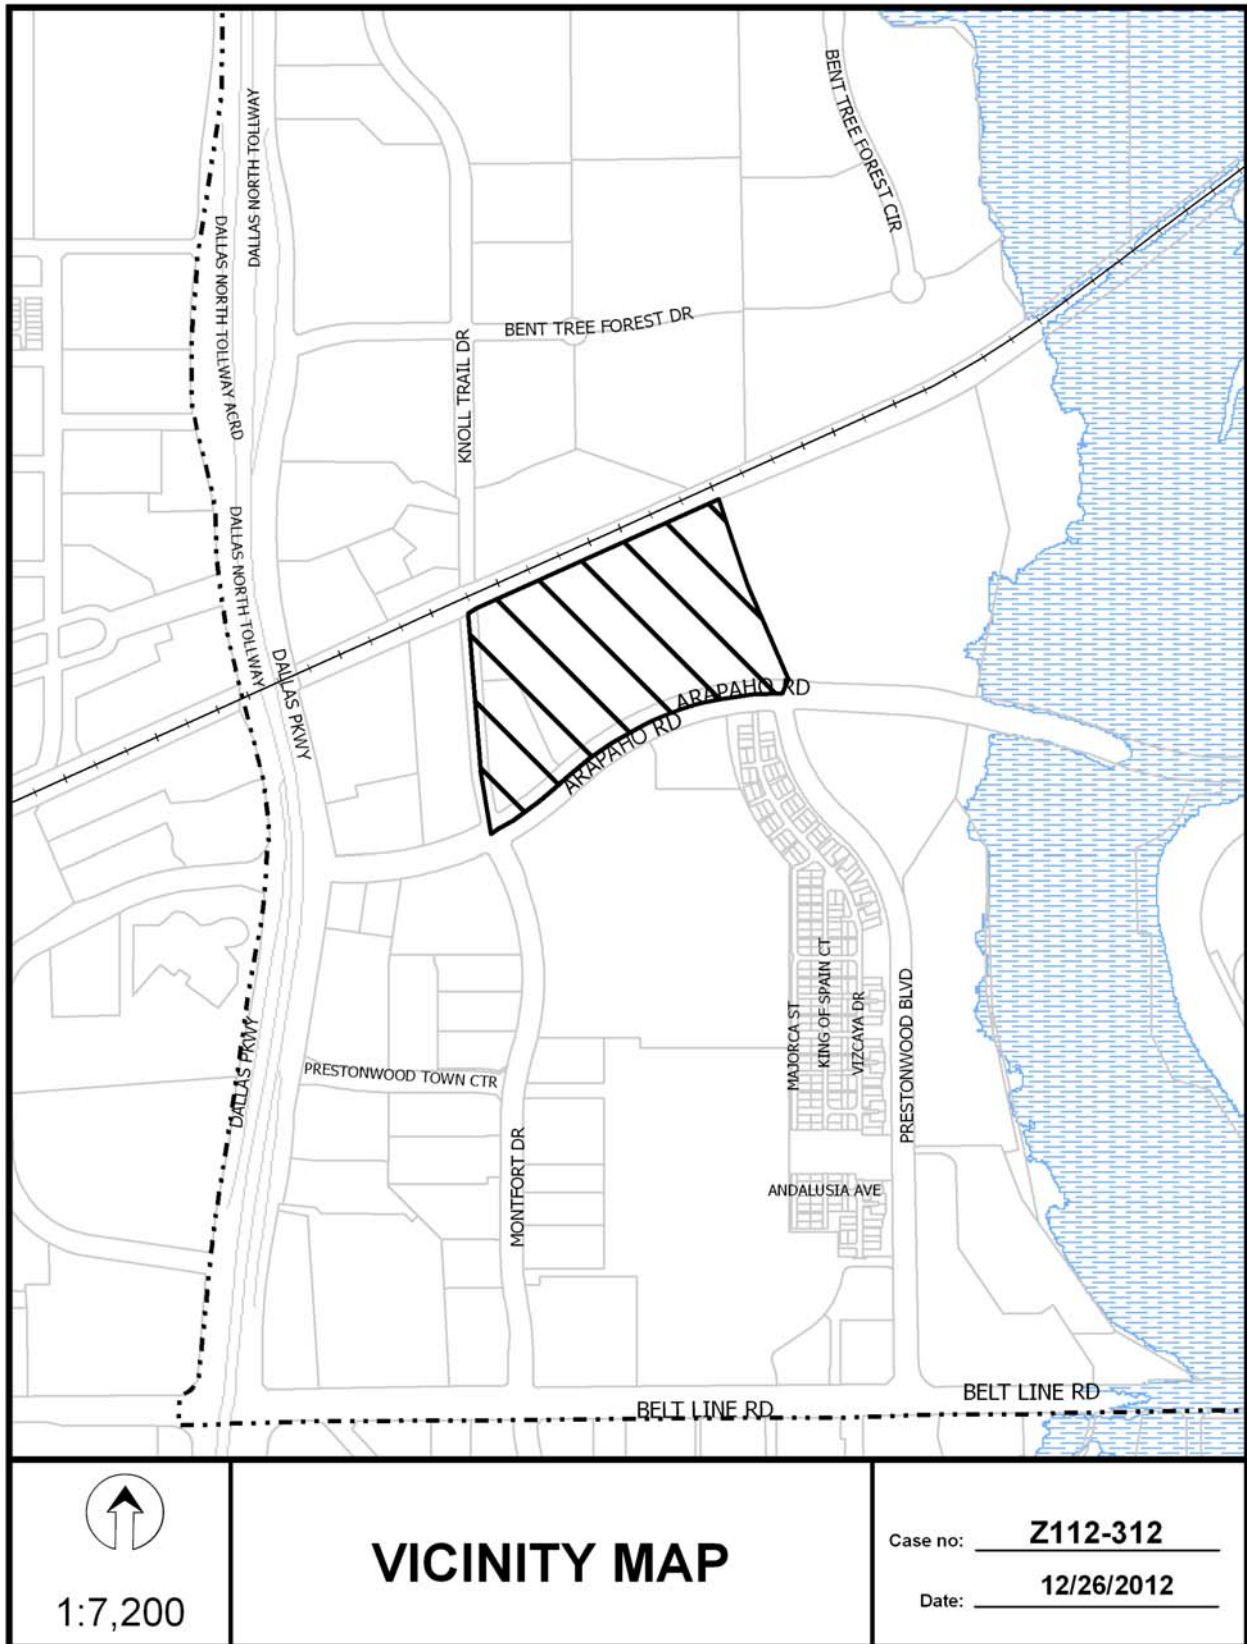 BENT TREE FOREST CIR
DALLAS NORTH TOLLWAY
DALLAS NORTH TOLLWAY ACRD
BENT TREE FOREST DR
KNOLL TRAIL DR
DALLAS NORTH TOLLWAY
DALLAS PKWY
ARAPAHO RD
ARAPAHO RD
MAJORCA ST
KING OF SPAIN CT
VIZCAYA DR
PRESTONWOOD BLVD
DALLAS PKWY
PRESTONWOOD TOWN CTR
MONTFORT DR
ANDALUSIA AVE
BELT LINE RD
BELT LINE RD
1:7,200
VICINITY MAP
Case no: Z112-312
Date: 12/26/2012